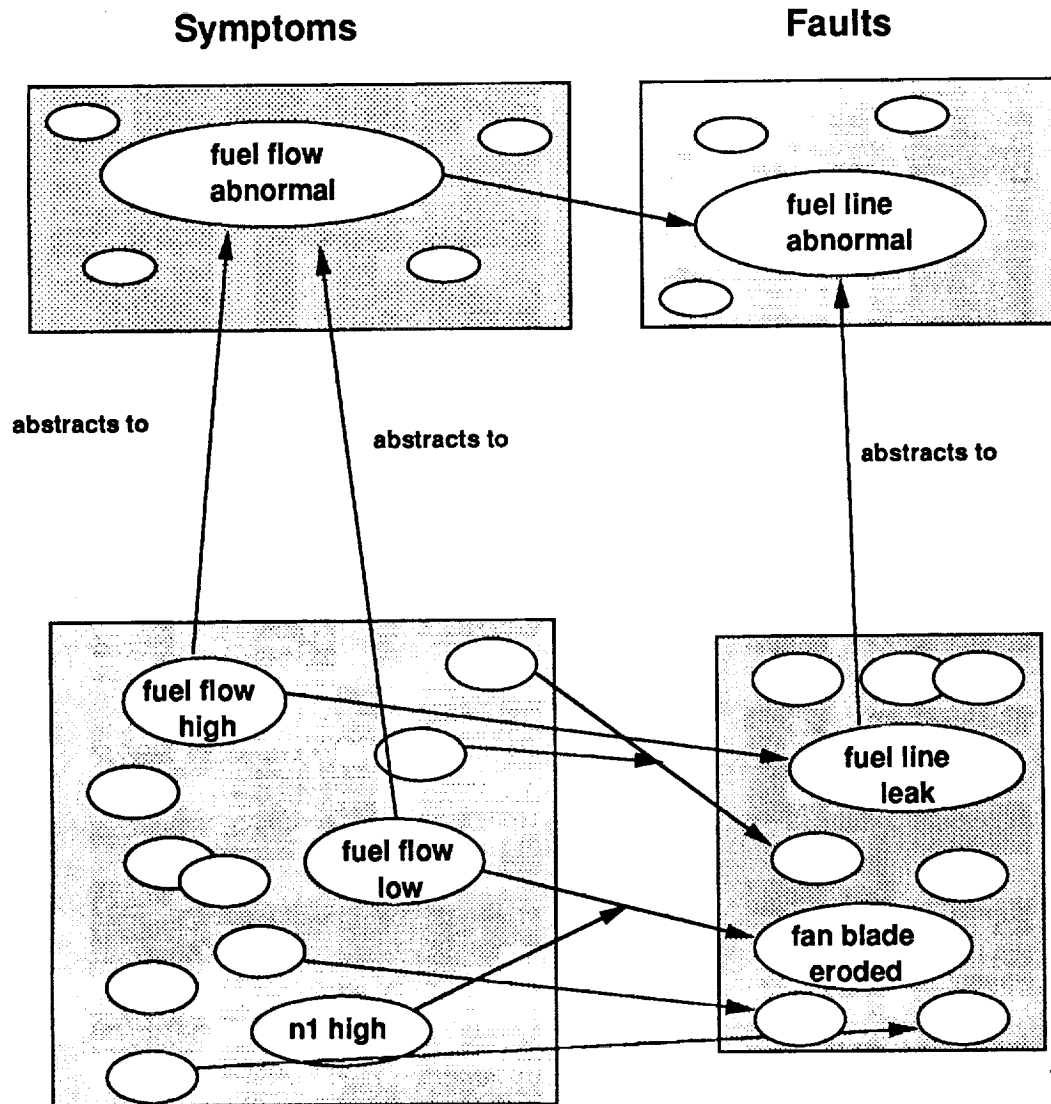 Symptoms
Faults
fuel flow
abnormal
fuel line
abnormal
abstracts to
abstracts to
abstracts to
fuel flow
high
fuel line
leak
fuel flow
low
fan blade
eroded
n1 high